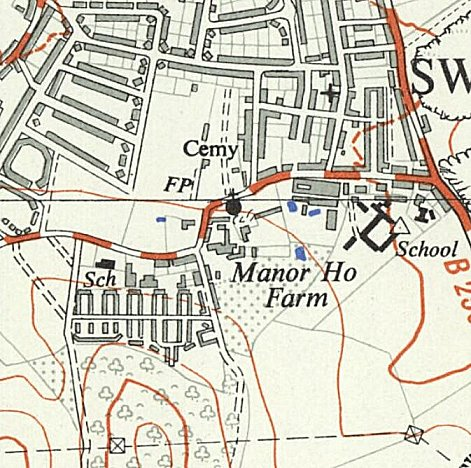 SW
Cemy
FP
School
Manor Ho
Farm
Sch
B 23